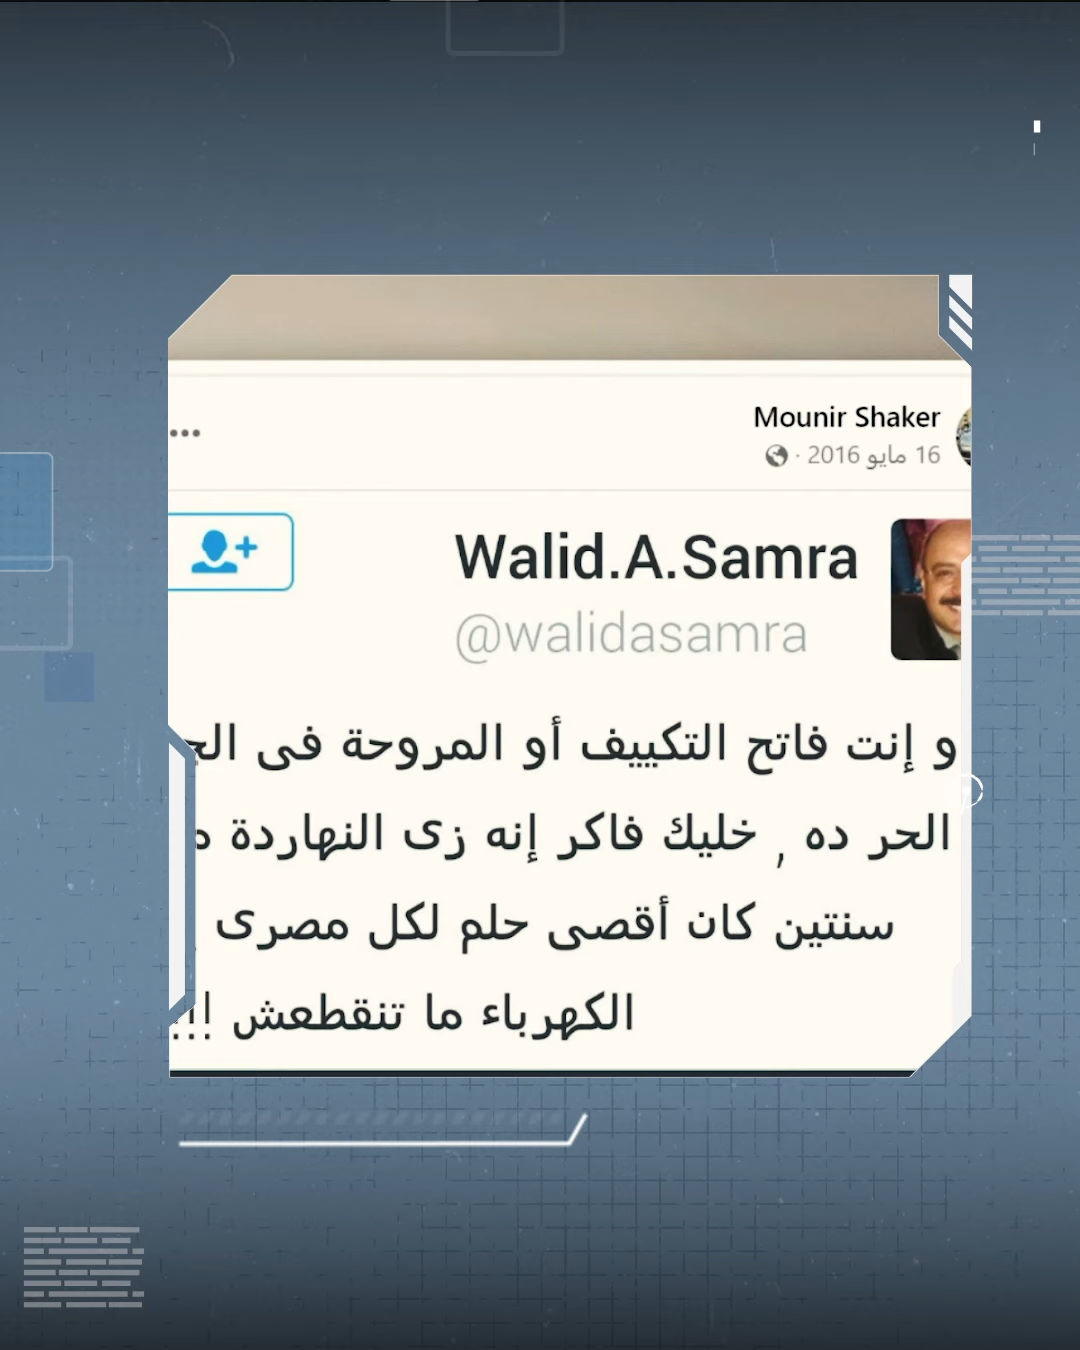 Mounir Shaker
16 مايو 2016
Walid.A.Samra
@walidasamra
و إنت فاتح التكييف أو المروحة فى
الحر ده , خليك فاكر إنه زى النهاردة
سنتين كان أقصى حلم لكل مصرى
الكهرباء ما تنقطعش !!